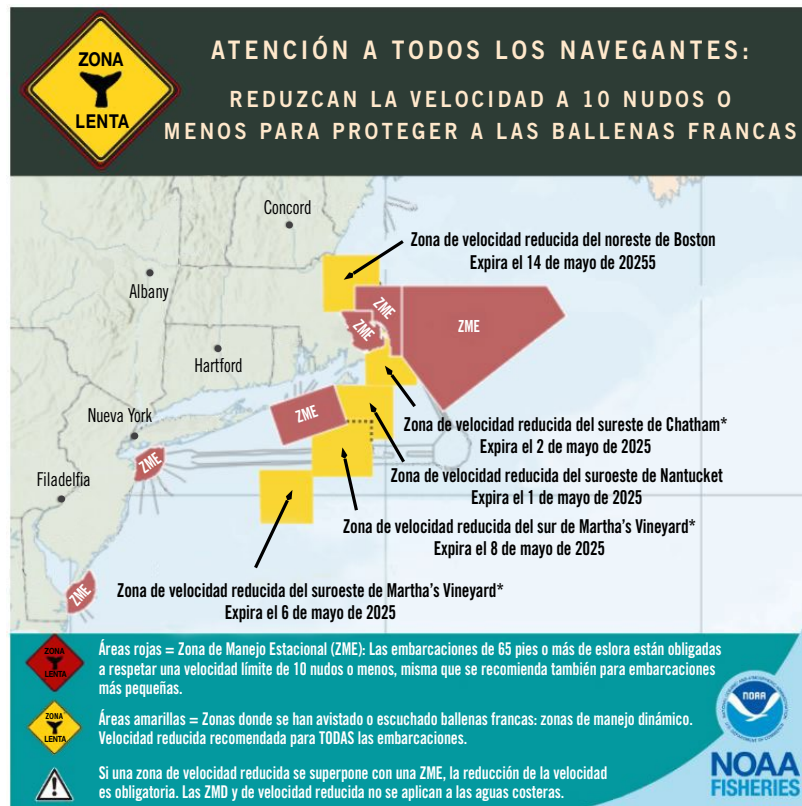 ZONA
LENTA
ATENCIÓN A TODOS LOS NAVEGANTES:
REDUZCAN LA VELOCIDAD A 10 NUDOS O
MENOS PARA PROTEGER A LAS BALLENAS FRANCAS
Concord
Zona de velocidad reducida del noreste de Boston
Expira el 14 de mayo de 20255
Albany
ZME
ZME
ZME
Hartford
ZME
Nueva York
Zona de velocidad reducida del sureste de Chatham*
Expira el 2 de mayo de 2025
ZME
Filadelfia
Zona de velocidad reducida del suroeste de Nantucket
Expira el 1 de mayo de 2025
Zona de velocidad reducida del sur de Martha's Vineyard*
Expira el 8 de mayo de 2025
ZME
Zona de velocidad reducida del suroeste de Martha's Vineyard*
Expira el 6 de mayo de 2025
ZONA
LENTA
Áreas rojas = Zona de Manejo Estacional (ZME): Las embarcaciones de 65 pies o más de eslora están obligadas
a respetar una velocidad límite de 10 nudos o menos, misma que se recomienda también para embarcaciones
más pequeñas.
ZONA
LENTA
Áreas amarillas = Zonas donde se han avistado o escuchado ballenas francas: zonas de manejo dinámico.
Velocidad reducida recomendada para TODAS las embarcaciones.
Si una zona de velocidad reducida se superpone con una ZME, la reducción de la velocidad
es obligatoria. Las ZMD y de velocidad reducida no se aplican a las aguas costeras.
NOAA
NOAA
FISHERIES